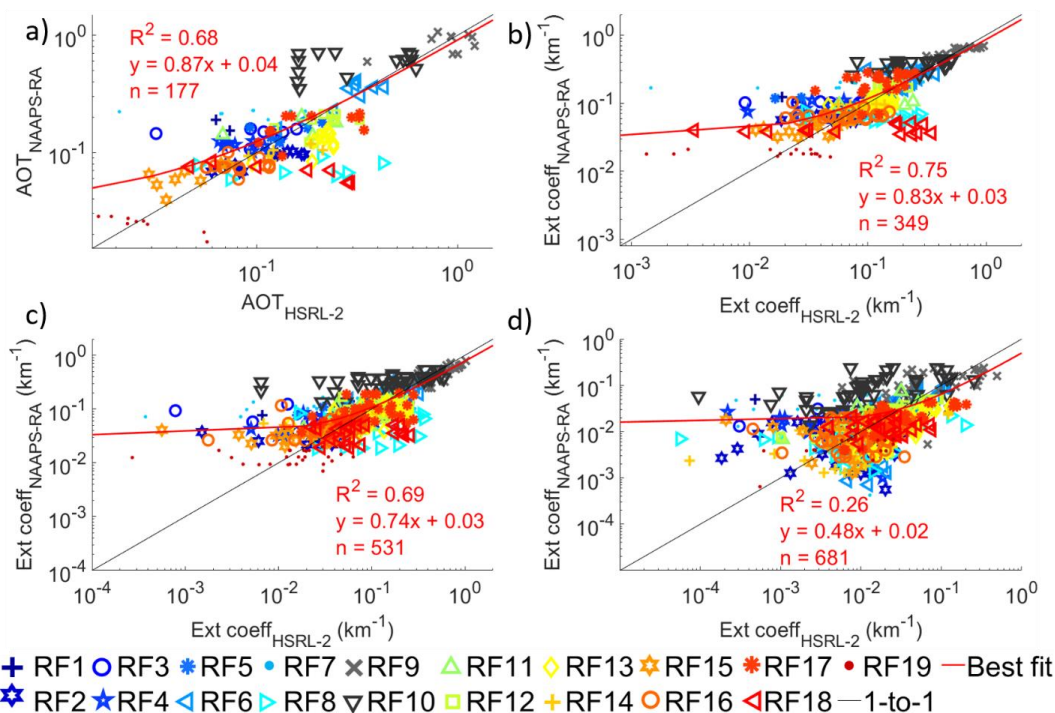 a)
R² = 0.68
y = 0.87x + 0.04
n = 177
10⁰
10⁻¹
AOT_NAAPS-RA
10⁻¹
10⁰
AOT_HSRL-2
b)
10⁰
10⁻¹
10⁻²
10⁻³
Ext coeff_NAAPS-RA (km⁻¹)
R² = 0.75
y = 0.83x + 0.03
n = 349
10⁻³
10⁻²
10⁻¹
10⁰
Ext coeff_HSRL-2 (km⁻¹)
c)
10⁰
10⁻¹
10⁻²
10⁻³
10⁻⁴
Ext coeff_NAAPS-RA (km⁻¹)
R² = 0.69
y = 0.74x + 0.03
n = 531
10⁻⁴
10⁻³
10⁻²
10⁻¹
10⁰
Ext coeff_HSRL-2 (km⁻¹)
d)
10⁰
10⁻²
10⁻⁴
Ext coeff_NAAPS-RA (km⁻¹)
R² = 0.26
y = 0.48x + 0.02
n = 681
10⁻⁴
10⁻³
10⁻²
10⁻¹
10⁰
Ext coeff_HSRL-2 (km⁻¹)
RF1 RF3 RF5 RF7 RF9 RF11 RF13 RF15 RF17 RF19 Best fit
RF2 RF4 RF6 RF8 RF10 RF12 RF14 RF16 RF18 1-to-1